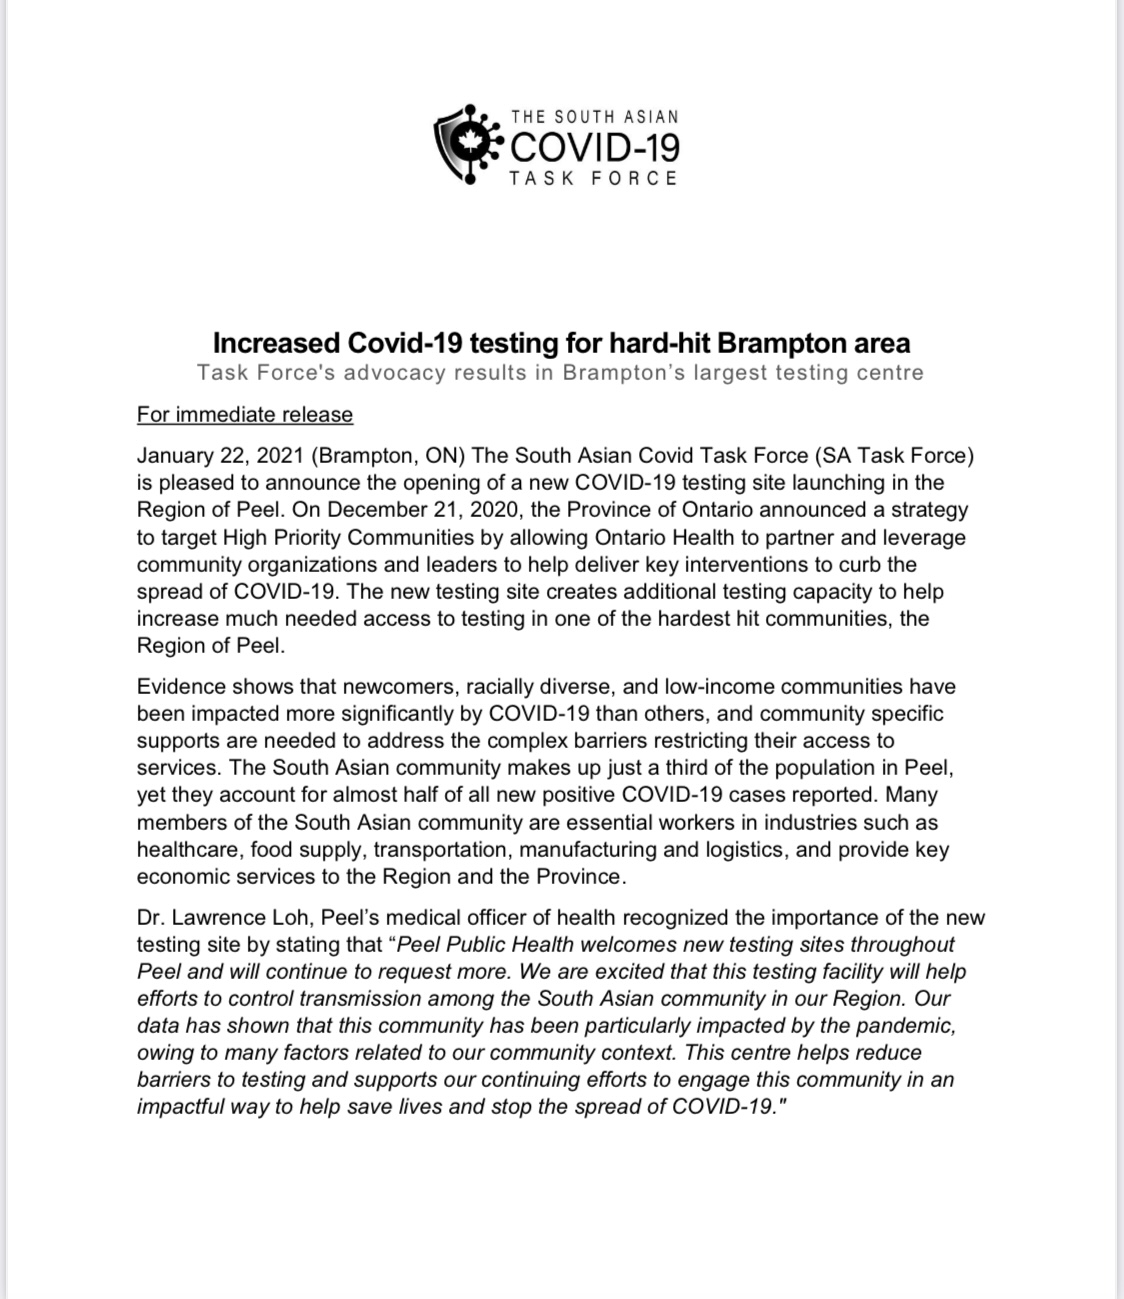 THE SOUTH ASIAN
COVID-19
TASK FORCE
Increased Covid-19 testing for hard-hit Brampton area
Task Force's advocacy results in Brampton’s largest testing centre
For immediate release
January 22, 2021 (Brampton, ON) The South Asian Covid Task Force (SA Task Force)
is pleased to announce the opening of a new COVID-19 testing site launching in the
Region of Peel. On December 21, 2020, the Province of Ontario announced a strategy
to target High Priority Communities by allowing Ontario Health to partner and leverage
community organizations and leaders to help deliver key interventions to curb the
spread of COVID-19. The new testing site creates additional testing capacity to help
increase much needed access to testing in one of the hardest hit communities, the
Region of Peel.
Evidence shows that newcomers, racially diverse, and low-income communities have
been impacted more significantly by COVID-19 than others, and community specific
supports are needed to address the complex barriers restricting their access to
services. The South Asian community makes up just a third of the population in Peel,
yet they account for almost half of all new positive COVID-19 cases reported. Many
members of the South Asian community are essential workers in industries such as
healthcare, food supply, transportation, manufacturing and logistics, and provide key
economic services to the Region and the Province.
Dr. Lawrence Loh, Peel’s medical officer of health recognized the importance of the new
testing site by stating that “Peel Public Health welcomes new testing sites throughout
Peel and will continue to request more. We are excited that this testing facility will help
efforts to control transmission among the South Asian community in our Region. Our
data has shown that this community has been particularly impacted by the pandemic,
owing to many factors related to our community context. This centre helps reduce
barriers to testing and supports our continuing efforts to engage this community in an
impactful way to help save lives and stop the spread of COVID-19."